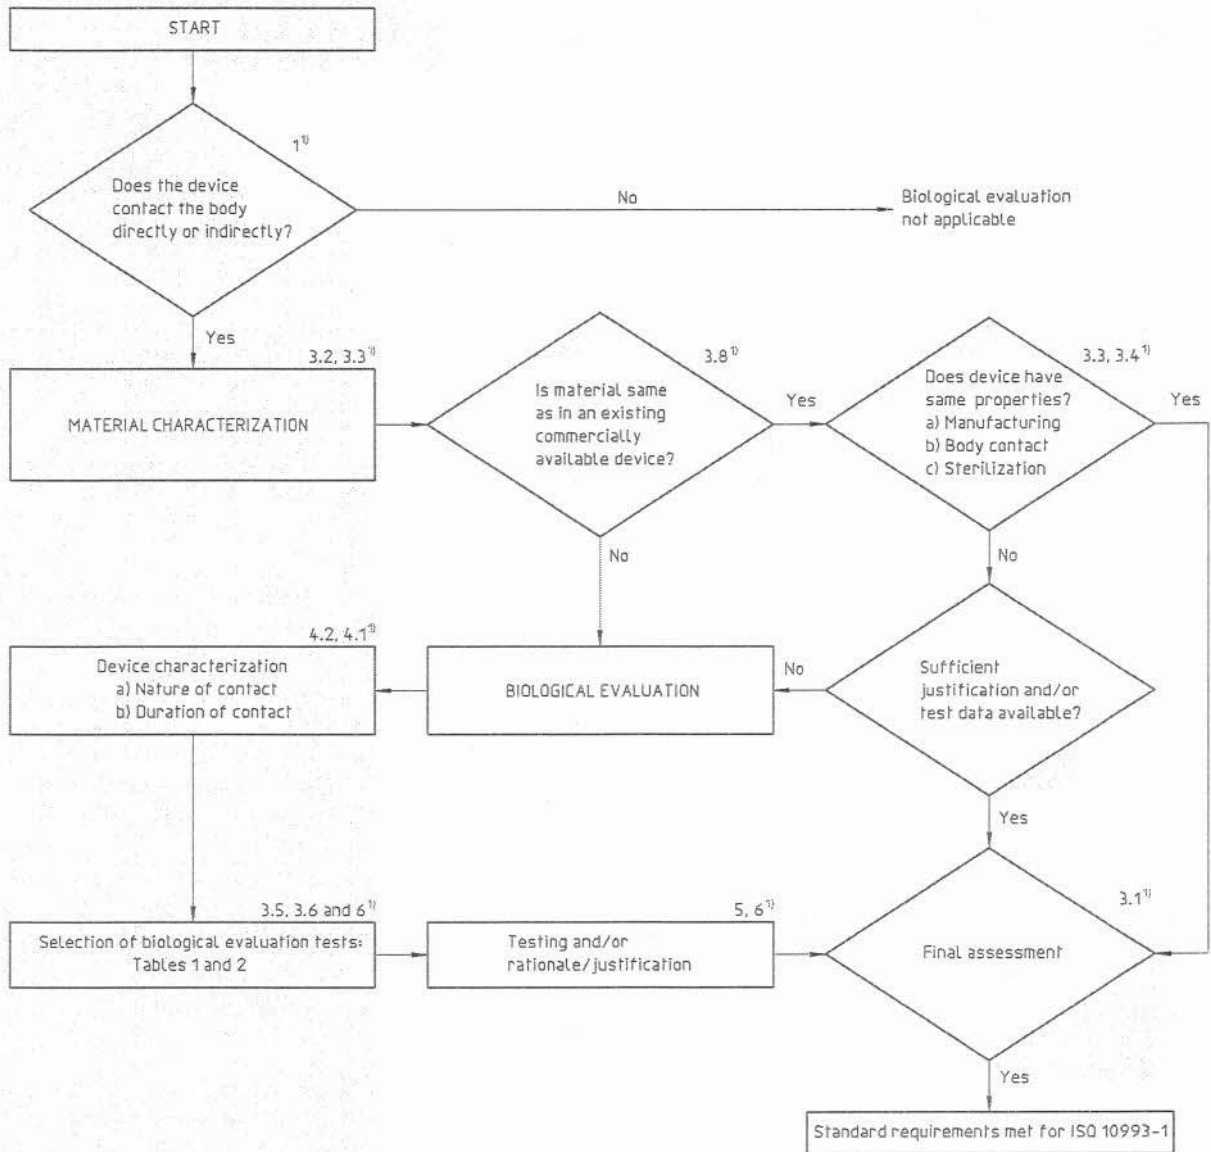 START
1¹⁾
Does the device
contact the body
directly or indirectly?
No
Biological evaluation
not applicable
Yes
3.2, 3.3¹⁾
MATERIAL CHARACTERIZATION
3.8¹⁾
Is material same
as in an existing
commercially
available device?
Yes
3.3, 3.4¹⁾
Does device have
same properties?
a) Manufacturing
b) Body contact
c) Sterilization
Yes
No
No
4.2, 4.1¹⁾
Device characterization
a) Nature of contact
b) Duration of contact
BIOLOGICAL EVALUATION
No
Sufficient
justification and/or
test data available?
Yes
3.5, 3.6 and 6¹⁾
Selection of biological evaluation tests:
Tables 1 and 2
5, 6¹⁾
Testing and/or
rationale/justification
3.1¹⁾
Final assessment
Yes
Standard requirements met for ISO 10993-1